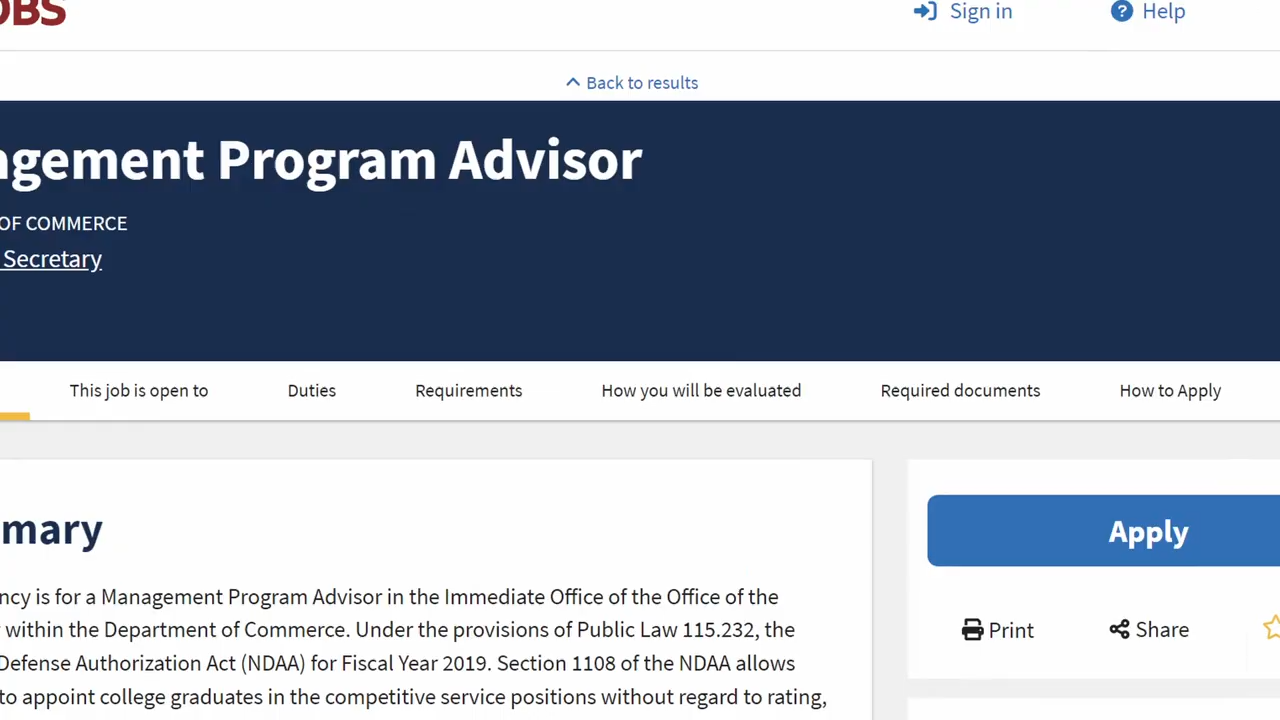 OBS
Sign in
Help
Back to results
agement Program Advisor
OF COMMERCE
Secretary
This job is open to
Duties
Requirements
How you will be evaluated
Required documents
How to Apply
mary
Apply
ncy is for a Management Program Advisor in the Immediate Office of the Office of the
within the Department of Commerce. Under the provisions of Public Law 115.232, the
Defense Authorization Act (NDAA) for Fiscal Year 2019. Section 1108 of the NDAA allows
to appoint college graduates in the competitive service positions without regard to rating,
Print
Share